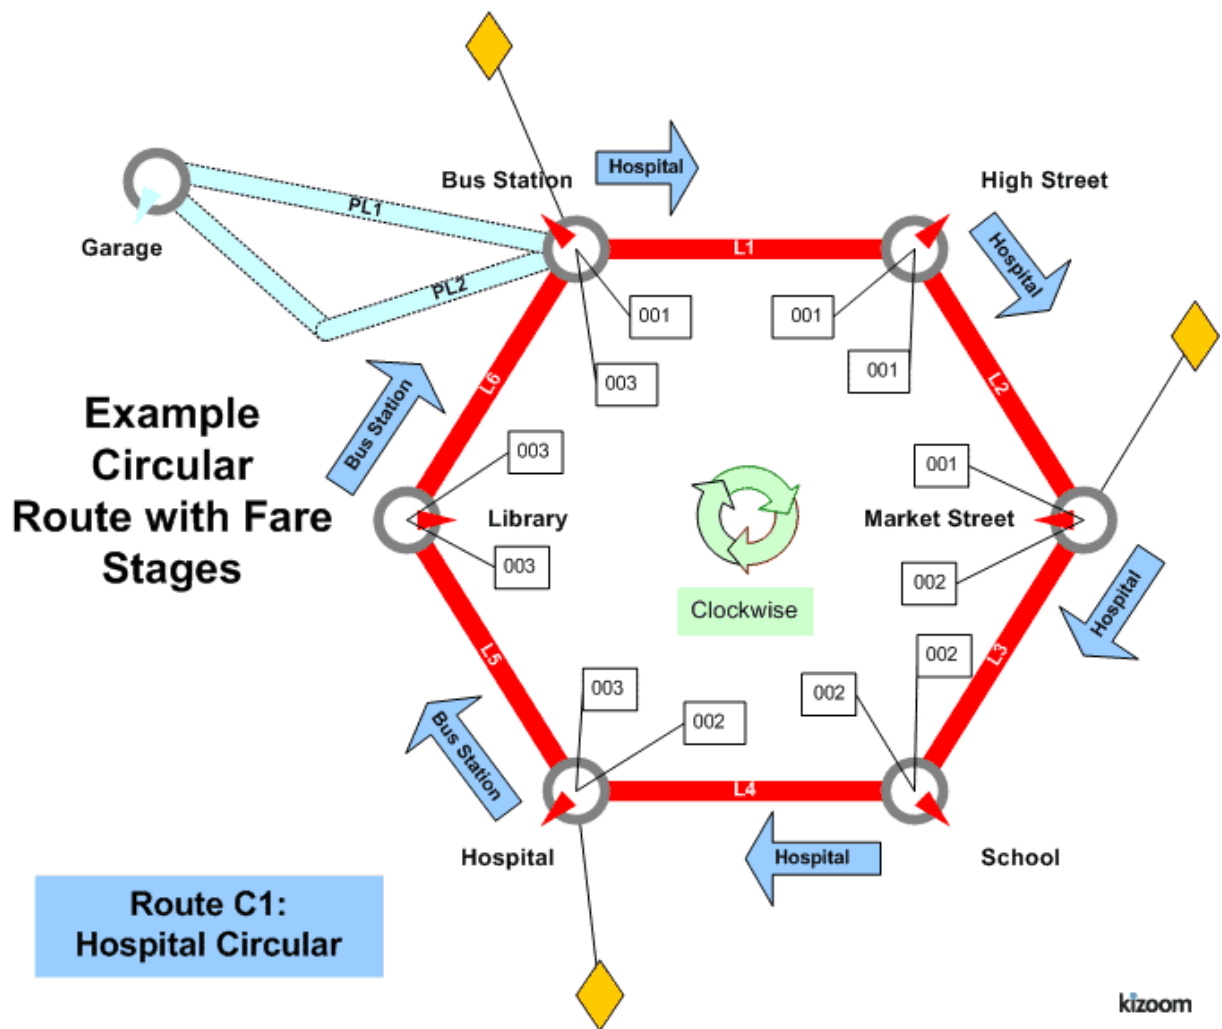 Bus Station
Hospital
High Street
PL1
Garage
L1
Hospital
PL2
001
001
003
001
L6
L2
Example
Circular
Route with Fare
Stages
Bus Station
003
001
Library
Market Street
003
002
Clockwise
Hospital
L5
L3
003
002
002
002
Bus Station
L4
Hospital
Hospital
School
Route C1:
Hospital Circular
kizoom